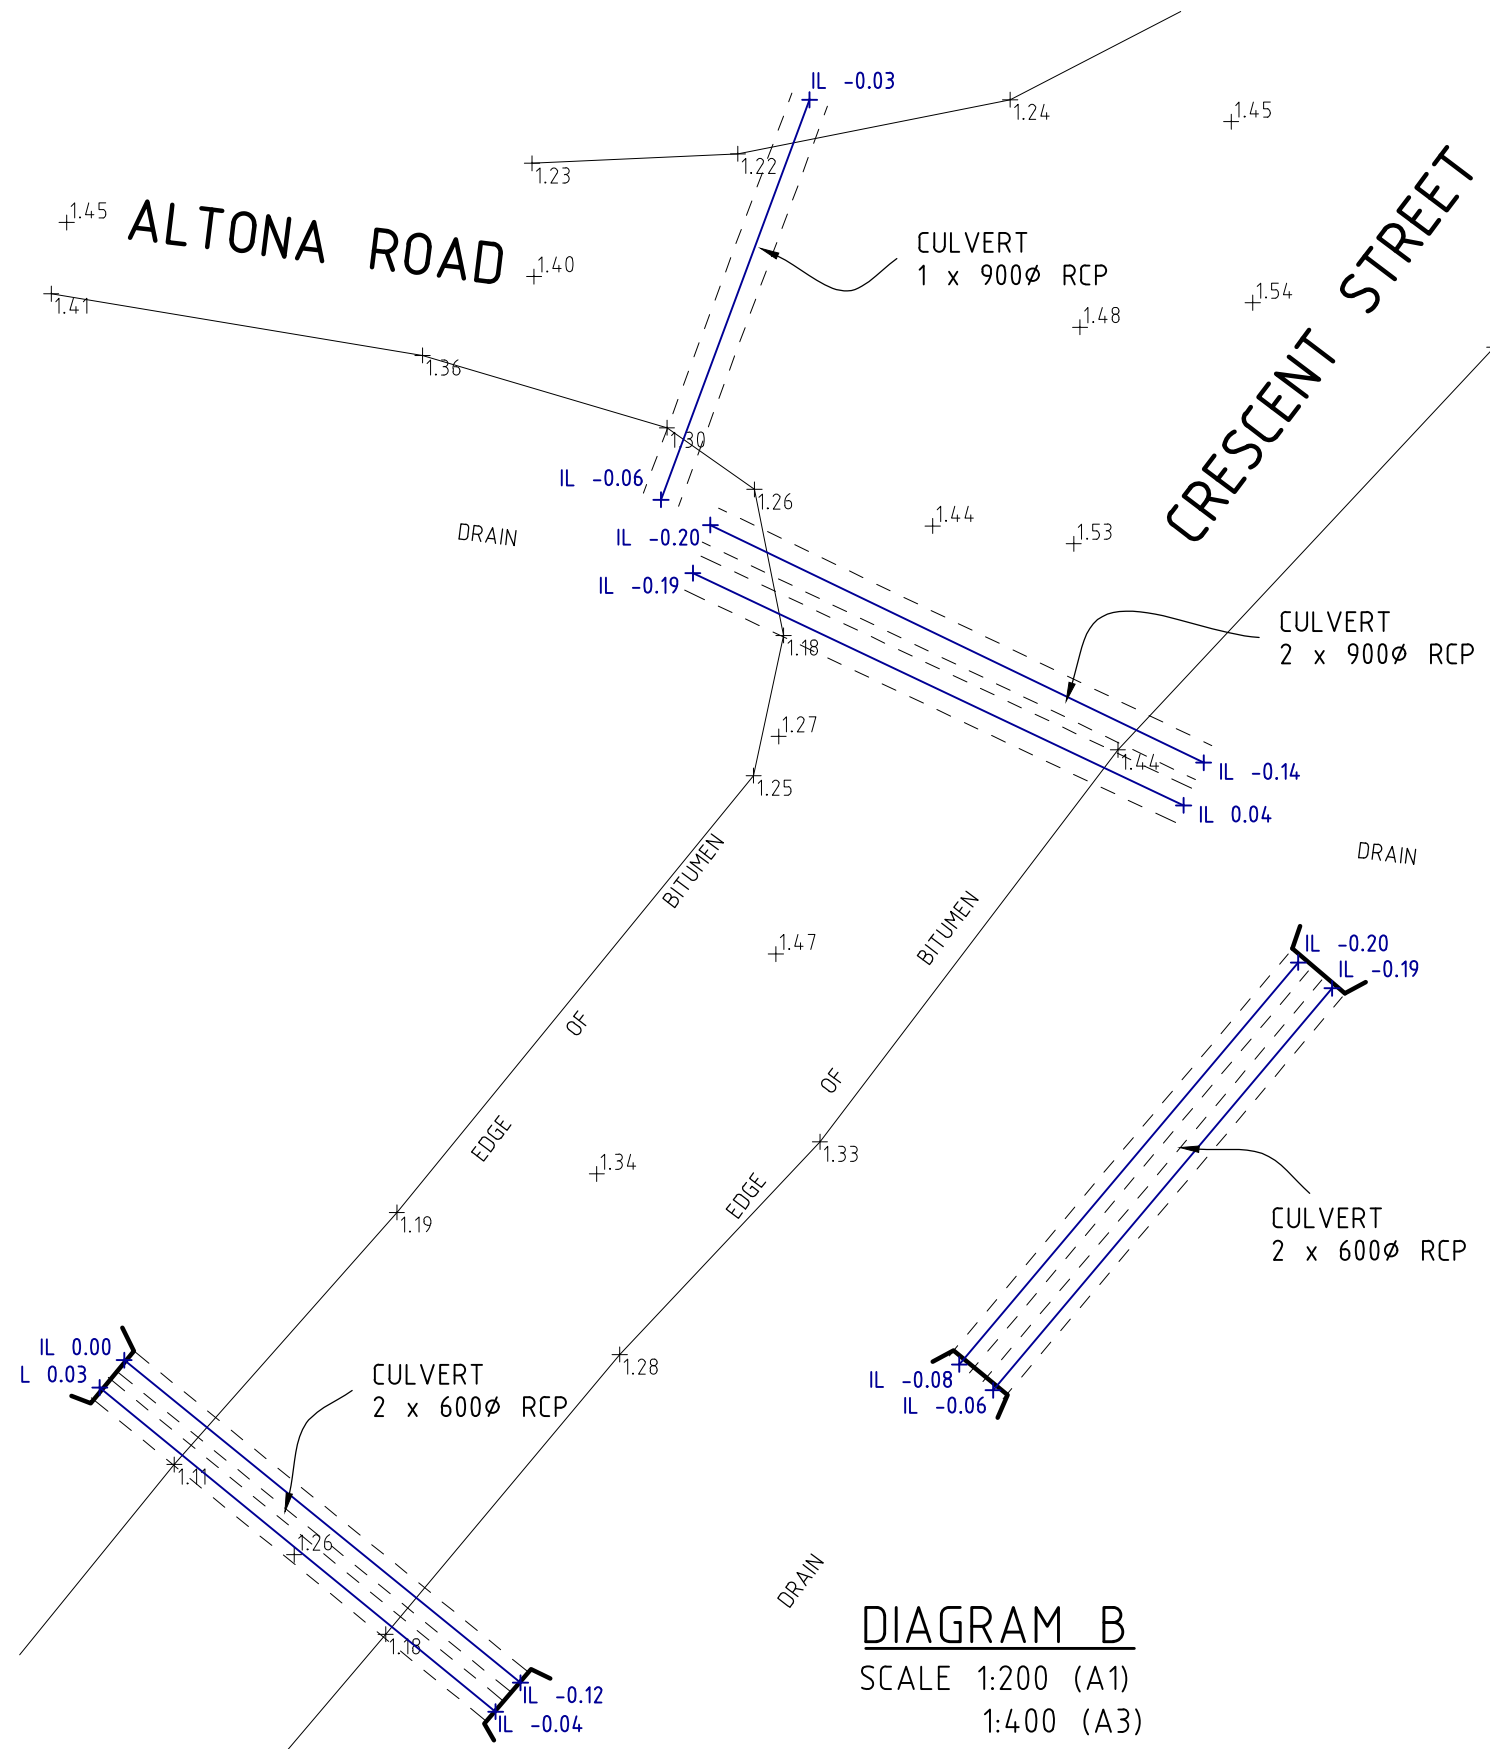 IL -0.03
1.24
1.45
1.22
1.23
1.45
ALTONA ROAD
1.40
CULVERT
1 x 900Ø RCP
CRESCENT STREET
1.41
1.54
1.48
1.36
1.30
IL -0.06
1.26
DRAIN
IL -0.20
1.44
1.53
IL -0.19
CULVERT
2 x 900Ø RCP
1.18
1.27
1.44
IL -0.14
1.25
IL 0.04
DRAIN
EDGE OF BITUMEN
EDGE OF BITUMEN
1.47
IL -0.20
IL -0.19
1.33
1.34
1.19
CULVERT
2 x 600Ø RCP
IL 0.00
L 0.03
1.28
CULVERT
2 x 600Ø RCP
IL -0.08
IL -0.06
1.11
1.26
DRAIN
1.18
IL -0.12
IL -0.04
DIAGRAM B
SCALE 1:200 (A1)
1:400 (A3)